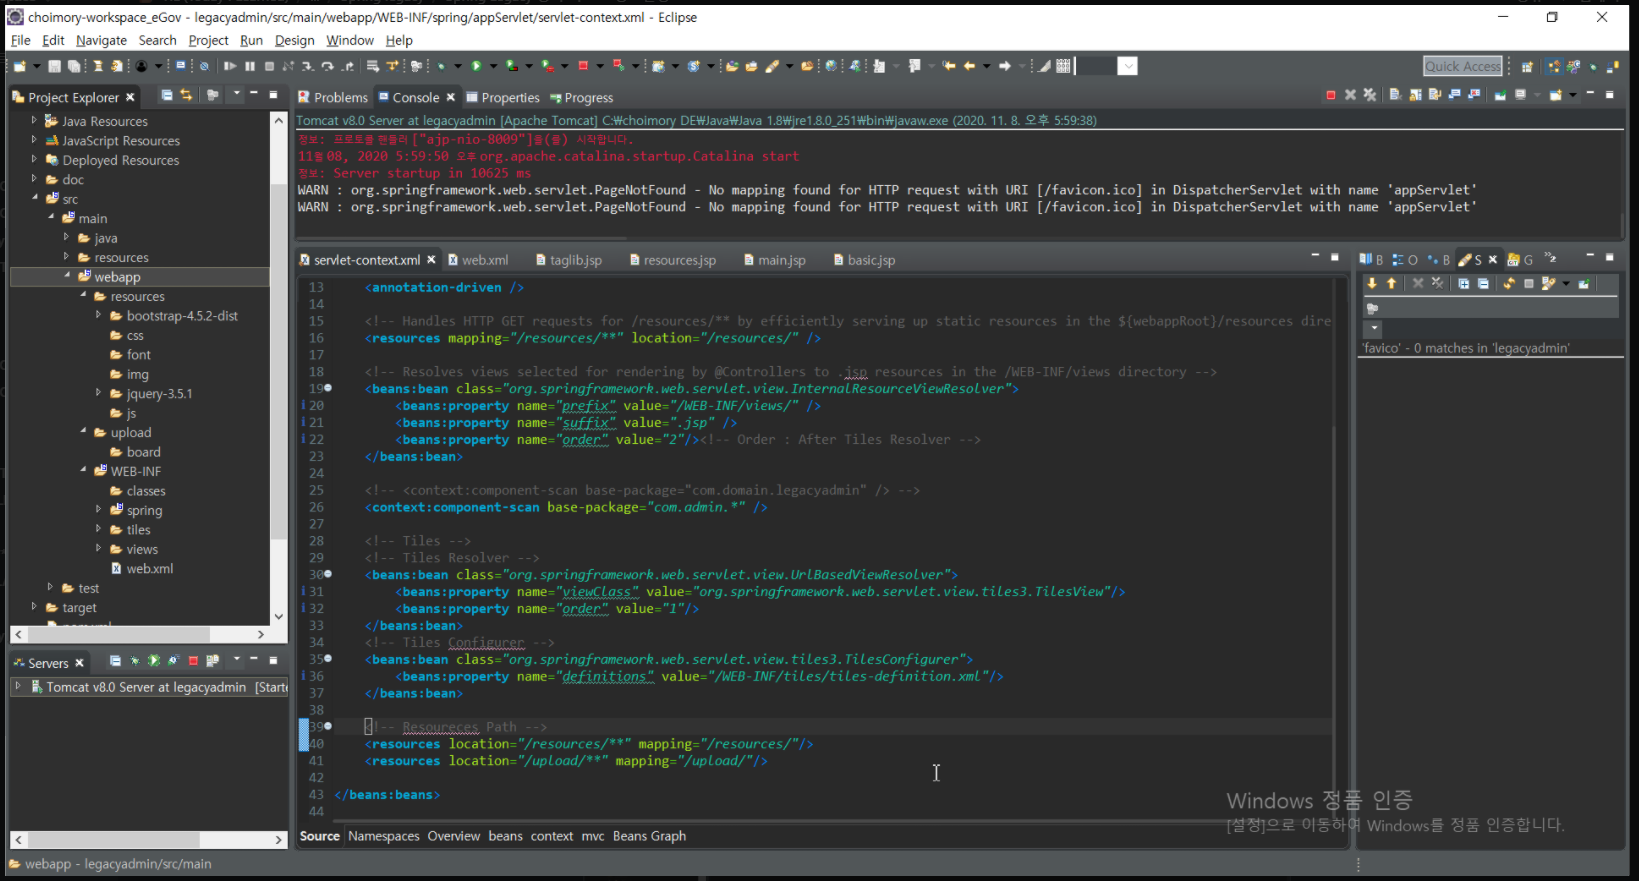 choimory-workspace_eGov - legacyadmin/src/main/webapp/WEB-INF/spring/appServlet/servlet-context.xml - Eclipse
File Edit Navigate Search Project Run Design Window Help
Quick Access
Project Explorer
Java Resources
JavaScript Resources
Deployed Resources
doc
src
main
java
resources
webapp
resources
bootstrap-4.5.2-dist
css
font
img
jquery-3.5.1
js
upload
board
WEB-INF
classes
spring
tiles
views
web.xml
test
target
Servers
Tomcat v8.0 Server at legacyadmin [Starte
Problems Console Properties Progress
Tomcat v8.0 Server at legacyadmin [Apache Tomcat] C:₩choimory DE₩Java₩Java 1.8₩jre1.8.0_251₩bin₩javaw.exe (2020. 11. 8. 오후 5:59:38)
정보: 프로토콜 핸들러 ["ajp-nio-8009"]을(를) 시작합니다.
11월 08, 2020 5:59:50 오후 org.apache.catalina.startup.Catalina start
정보: Server startup in 10625 ms
WARN : org.springframework.web.servlet.PageNotFound - No mapping found for HTTP request with URI [/favicon.ico] in DispatcherServlet with name 'appServlet'
WARN : org.springframework.web.servlet.PageNotFound - No mapping found for HTTP request with URI [/favicon.ico] in DispatcherServlet with name 'appServlet'
servlet-context.xml web.xml taglib.jsp resources.jsp main.jsp basic.jsp
13 <annotation-driven />
14
15 <!-- Handles HTTP GET requests for /resources/** by efficiently serving up static resources in the ${webappRoot}/resources dire
16 <resources mapping="/resources/**" location="/resources/" />
17
18 <!-- Resolves views selected for rendering by @Controllers to .jsp resources in the /WEB-INF/views directory -->
19 <beans:bean class="org.springframework.web.servlet.view.InternalResourceViewResolver">
20 <beans:property name="prefix" value="/WEB-INF/views/" />
21 <beans:property name="suffix" value=".jsp" />
22 <beans:property name="order" value="2"/><!-- Order : After Tiles Resolver -->
23 </beans:bean>
24
25 <!-- <context:component-scan base-package="com.domain.legacyadmin" /> -->
26 <context:component-scan base-package="com.admin.*" />
27
28 <!-- Tiles -->
29 <!-- Tiles Resolver -->
30 <beans:bean class="org.springframework.web.servlet.view.UrlBasedViewResolver">
31 <beans:property name="viewClass" value="org.springframework.web.servlet.view.tiles3.TilesView"/>
32 <beans:property name="order" value="1"/>
33 </beans:bean>
34 <!-- Tiles Configurer -->
35 <beans:bean class="org.springframework.web.servlet.view.tiles3.TilesConfigurer">
36 <beans:property name="definitions" value="/WEB-INF/tiles/tiles-definition.xml"/>
37 </beans:bean>
38
39 <!-- Resoureces Path -->
40 <resources location="/resources/**" mapping="/resources/"/>
41 <resources location="/upload/**" mapping="/upload/"/>
42
43 </beans:beans>
44
Source Namespaces Overview beans context mvc Beans Graph
B O B S G »2
'favico' - 0 matches in 'legacyadmin'
Windows 정품 인증
[설정]으로 이동하여 Windows를 정품 인증합니다.
webapp - legacyadmin/src/main